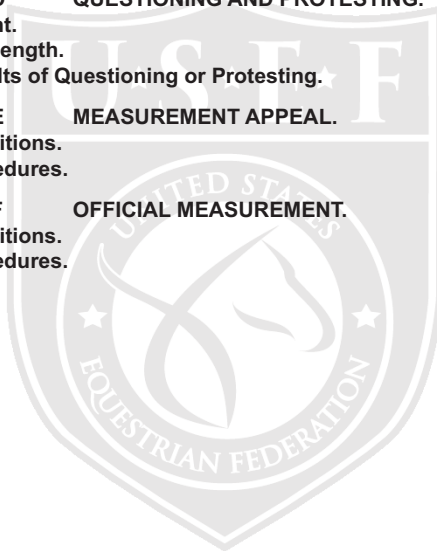 QUESTIONING AND PROTESTING.
ength.
lts of Questioning or Protesting.
E MEASUREMENT APPEAL.
itions.
edures.
F OFFICIAL MEASUREMENT.
itions.
edures.
U.S.E.F
UNITED STATES
EQUESTRIAN FEDERATION